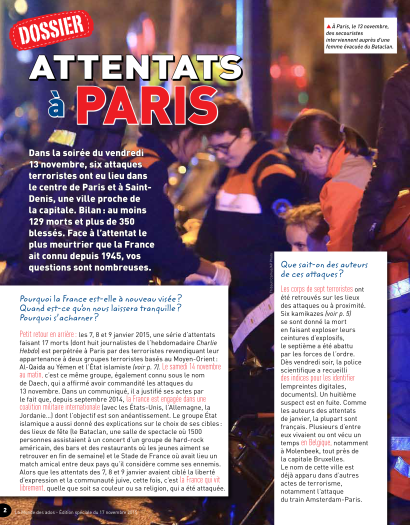 DOSSIER
ATTENTATS
à PARIS
▲ À Paris, le 13 novembre,
des secouristes
interviennent auprès d'une
femme évacuée du Bataclan.
Dans la soirée du vendredi
13 novembre, six attaques
terroristes ont eu lieu dans
le centre de Paris et à Saint-
Denis, une ville proche de
la capitale. Bilan : au moins
129 morts et plus de 350
blessés. Face à l'attentat le
plus meurtrier que la France
ait connu depuis 1945, vos
questions sont nombreuses.
Pourquoi la France est-elle à nouveau visée ?
Quand est-ce qu'on nous laissera tranquille ?
Pourquoi s'acharner ?
Petit retour en arrière : les 7, 8 et 9 janvier 2015, une série d'attentats
faisant 17 morts (dont huit journalistes de l'hebdomadaire Charlie
Hebdo) est perpétrée à Paris par des terroristes revendiquant leur
appartenance à deux groupes terroristes basés au Moyen-Orient :
Al-Qaida au Yémen et l'État islamiste (voir p. 7). Le samedi 14 novembre
au matin, c'est ce même groupe, également connu sous le nom
de Daech, qui a affirmé avoir commandité les attaques du
13 novembre. Dans un communiqué, il a justifié ses actes par
le fait que, depuis septembre 2014, la France est engagée dans une
coalition militaire internationale (avec les États-Unis, l'Allemagne, la
Jordanie...) dont l'objectif est son anéantissement. Le groupe État
islamique a aussi donné des explications sur le choix de ses cibles :
des lieux de fête (le Bataclan, une salle de spectacle où 1500
personnes assistaient à un concert d'un groupe de hard-rock
américain, des bars et des restaurants où les jeunes aiment se
retrouver en fin de semaine) et le Stade de France où avait lieu un
match amical entre deux pays qu'il considère comme ses ennemis.
Alors que les attentats des 7, 8 et 9 janvier avaient ciblé la liberté
d'expression et la communauté juive, cette fois, c'est la France qui vit
librement, quelle que soit sa couleur ou sa religion, qui a été attaquée.
Que sait-on des auteurs
de ces attaques ?
Les corps de sept terroristes ont
été retrouvés sur les lieux
des attaques ou à proximité.
Six kamikazes (voir p. 5)
se sont donné la mort
en faisant exploser leurs
ceintures d'explosifs,
le septième a été abattu
par les forces de l'ordre.
Dès vendredi soir, la police
scientifique a recueilli
des indices pour les identifier
(empreintes digitales,
documents). Un huitième
suspect est en fuite. Comme
les auteurs des attentats
de janvier, la plupart sont
français. Plusieurs d'entre
eux vivaient ou ont vécu un
temps en Belgique, notamment
à Molenbeek, tout près de
la capitale Bruxelles.
Le nom de cette ville est
déjà apparu dans d'autres
actes de terrorisme,
notamment l'attaque
du train Amsterdam-Paris.
2
Le Monde des ados - Édition spéciale du 17 novembre 2015